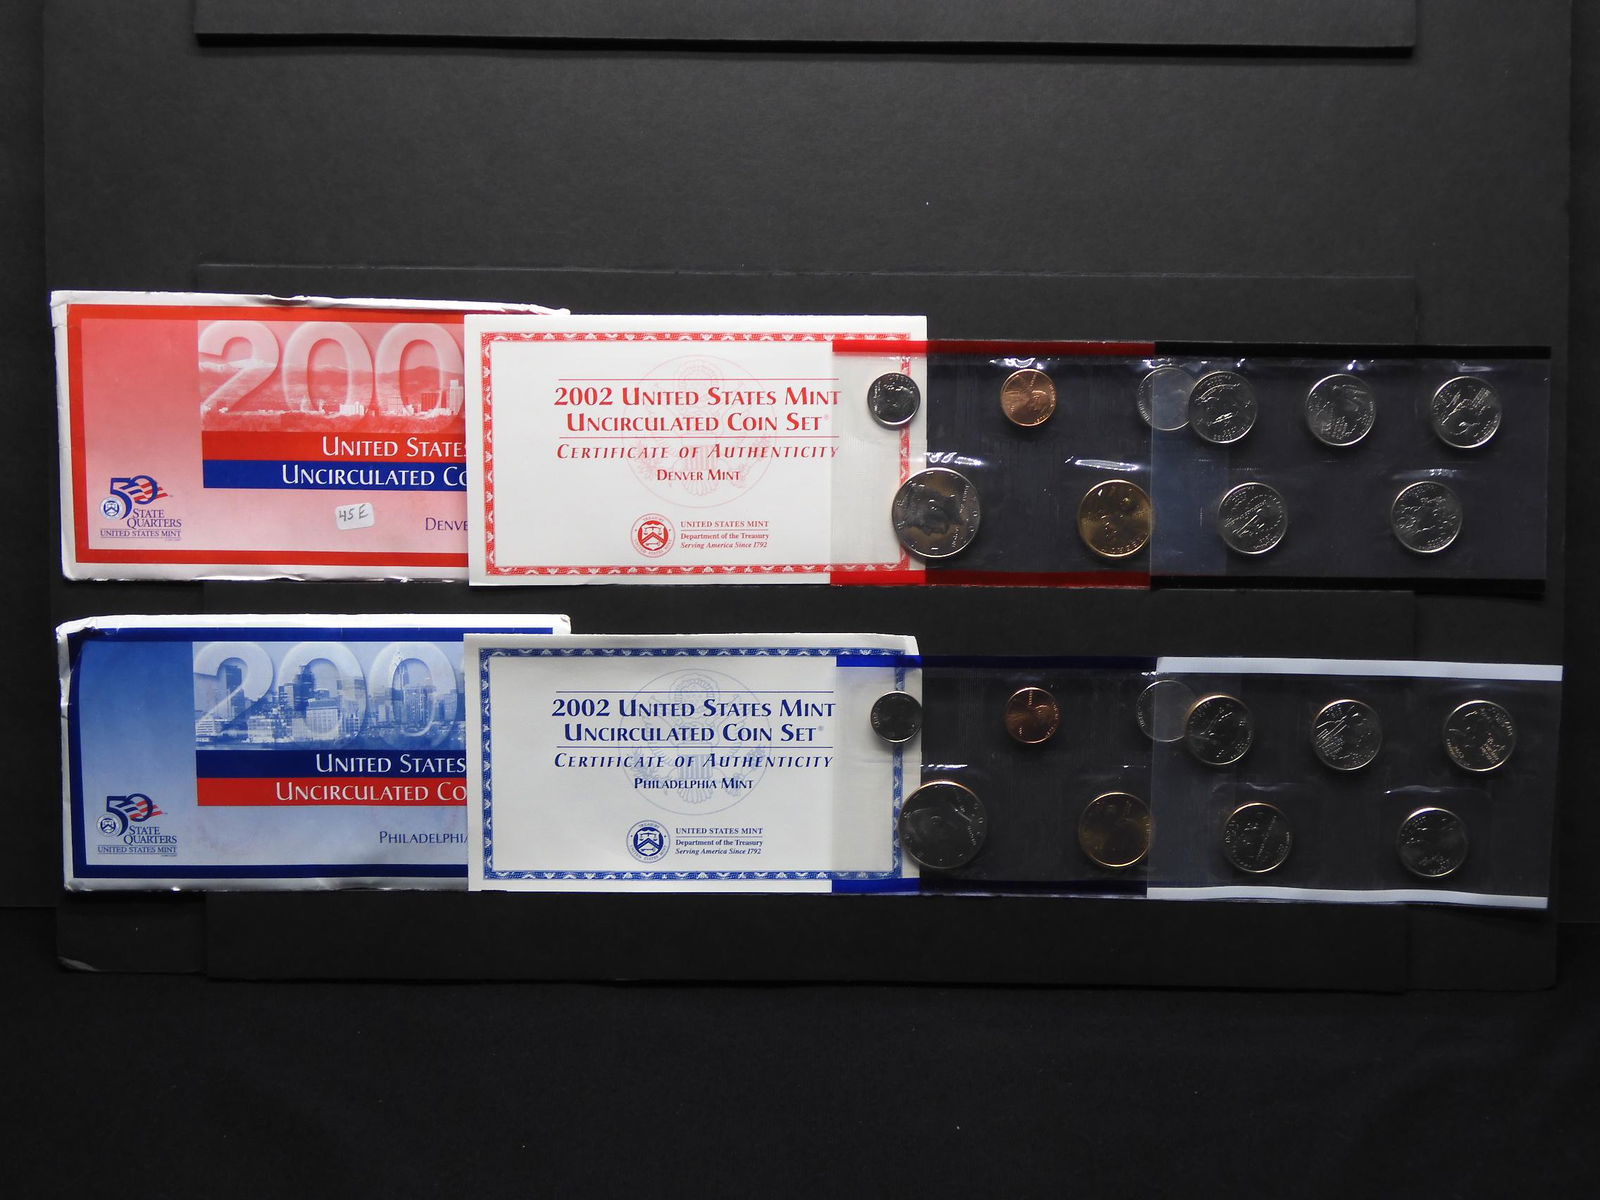 200
UNITED STATES
UNCIRCULATED CO
45E
DENVE
50
STATE
QUARTERS
UNITED STATES MINT
2002 UNITED STATES MINT
UNCIRCULATED COIN SET®
CERTIFICATE OF AUTHENTICITY
DENVER MINT
UNITED STATES MINT
Department of the Treasury
Serving America Since 1792
200
UNITED STATES
UNCIRCULATED CO
PHILADELPHIA
50
STATE
QUARTERS
UNITED STATES MINT
2002 UNITED STATES MINT
UNCIRCULATED COIN SET®
CERTIFICATE OF AUTHENTICITY
PHILADELPHIA MINT
UNITED STATES MINT
Department of the Treasury
Serving America Since 1792